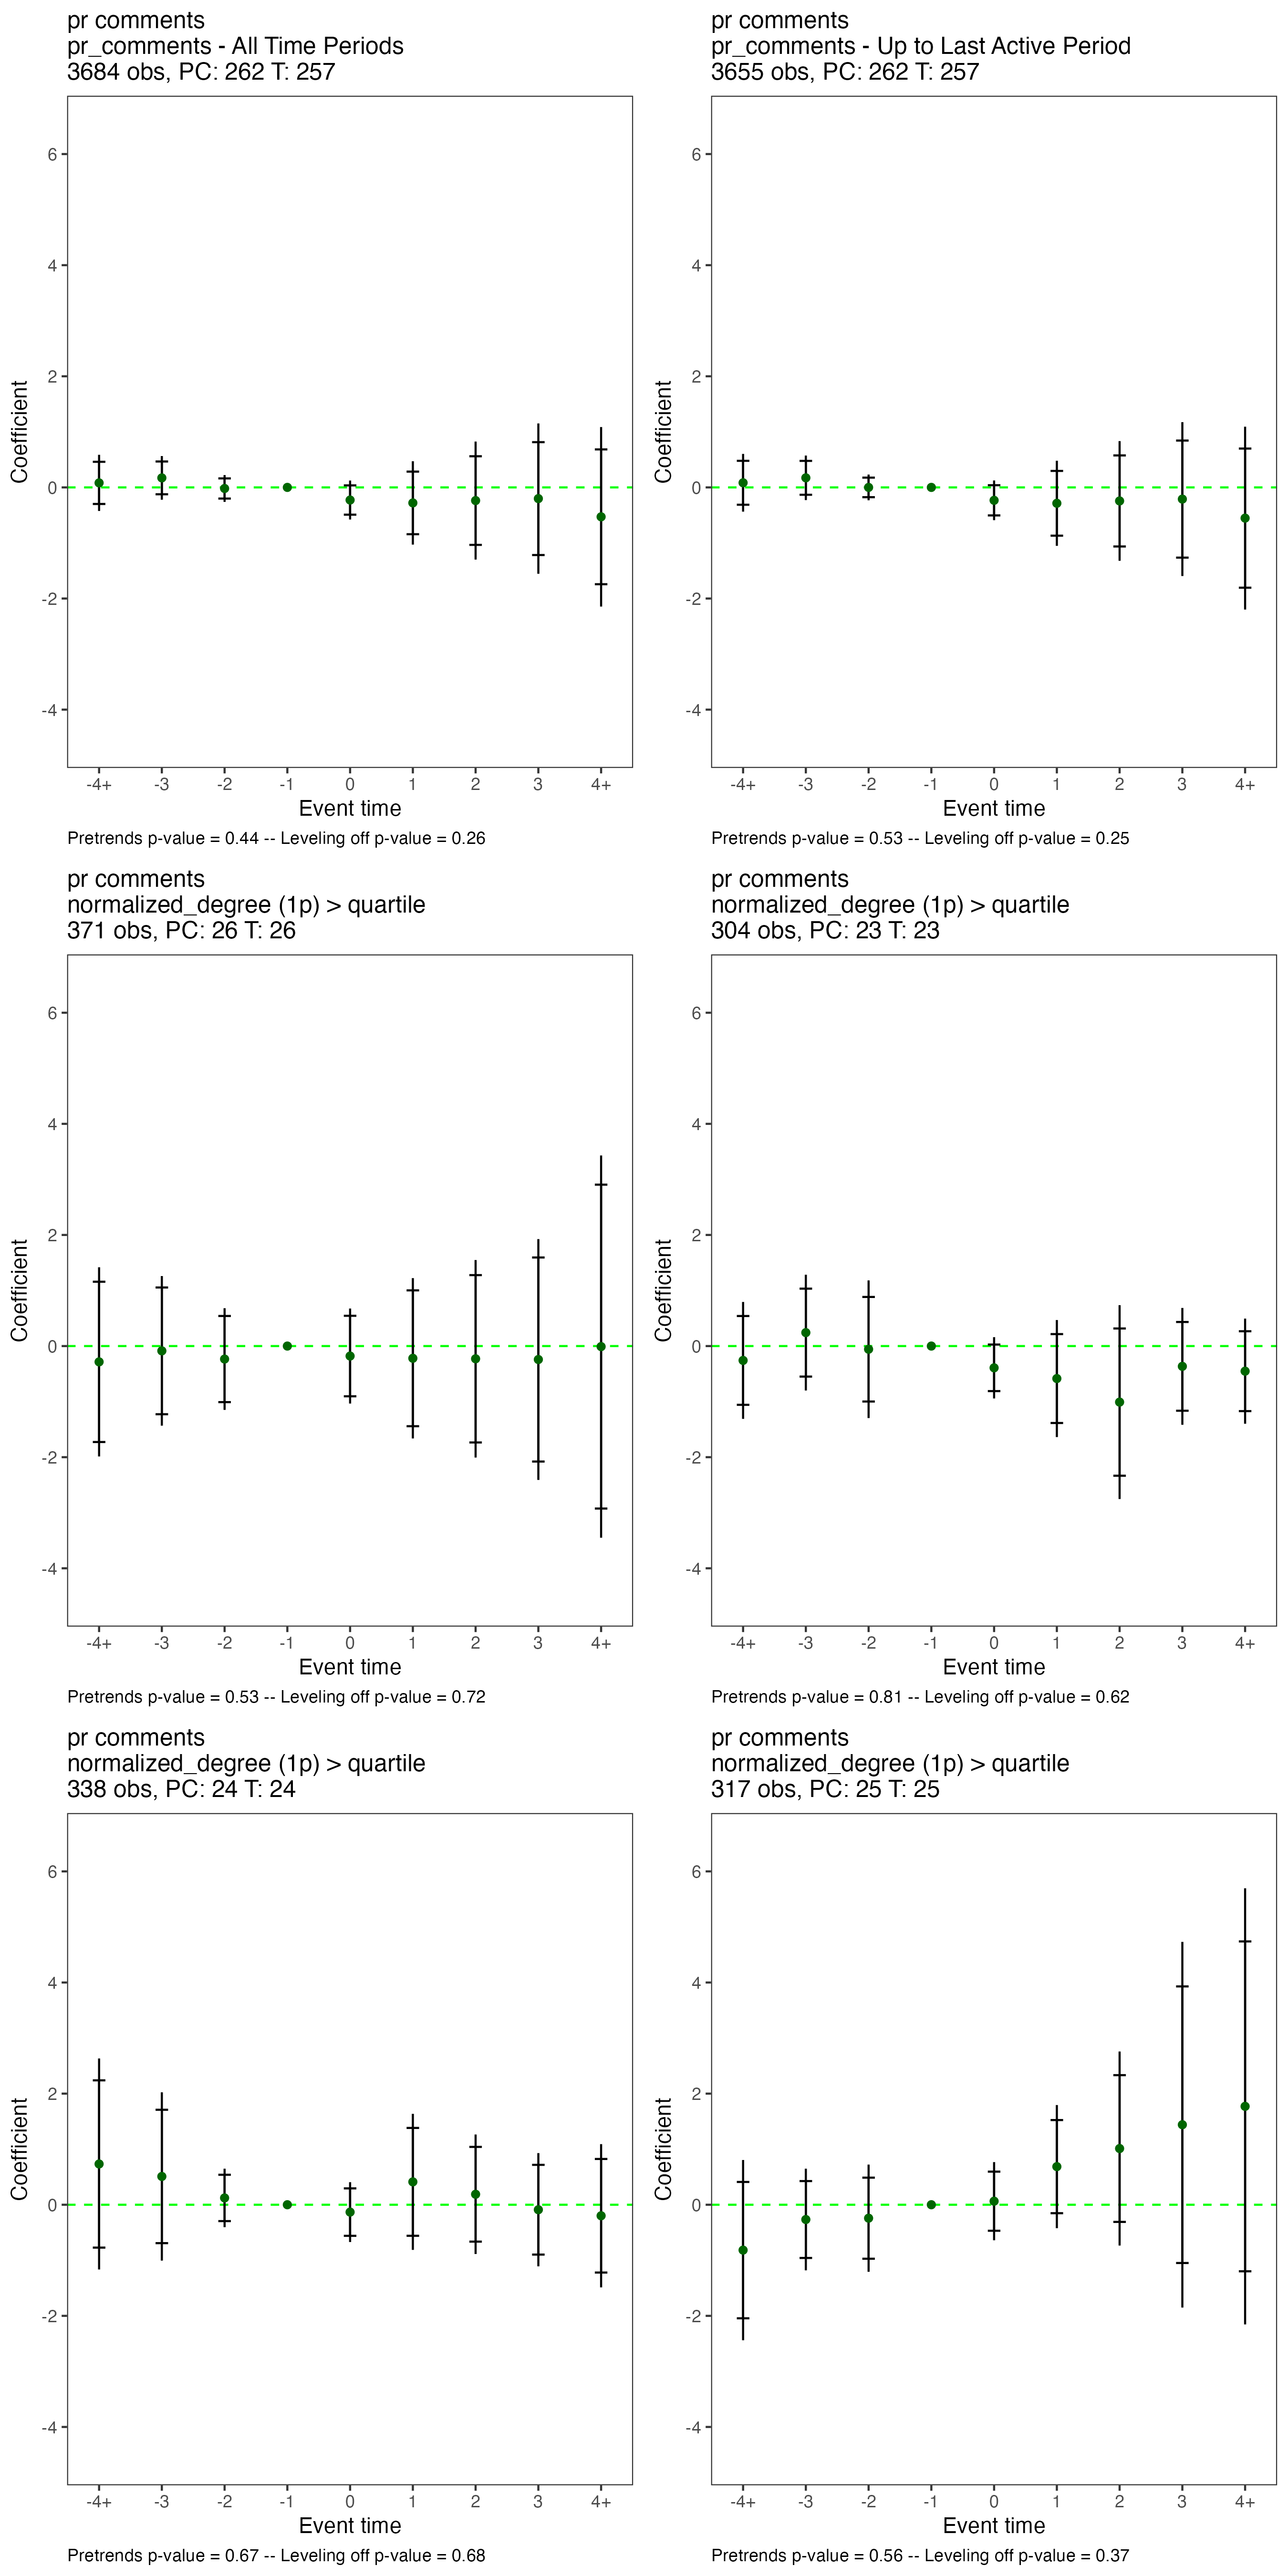 pr comments
pr_comments - All Time Periods
3684 obs, PC: 262 T: 257
Coefficient
6
4
2
0
-2
-4
-4+ -3 -2 -1 0 1 2 3 4+
Event time
Pretrends p-value = 0.44 -- Leveling off p-value = 0.26
pr comments
pr_comments - Up to Last Active Period
3655 obs, PC: 262 T: 257
Coefficient
6
4
2
0
-2
-4
-4+ -3 -2 -1 0 1 2 3 4+
Event time
Pretrends p-value = 0.53 -- Leveling off p-value = 0.25
pr comments
normalized_degree (1p) > quartile
371 obs, PC: 26 T: 26
Coefficient
6
4
2
0
-2
-4
-4+ -3 -2 -1 0 1 2 3 4+
Event time
Pretrends p-value = 0.53 -- Leveling off p-value = 0.72
pr comments
normalized_degree (1p) > quartile
304 obs, PC: 23 T: 23
Coefficient
6
4
2
0
-2
-4
-4+ -3 -2 -1 0 1 2 3 4+
Event time
Pretrends p-value = 0.81 -- Leveling off p-value = 0.62
pr comments
normalized_degree (1p) > quartile
338 obs, PC: 24 T: 24
Coefficient
6
4
2
0
-2
-4
-4+ -3 -2 -1 0 1 2 3 4+
Event time
Pretrends p-value = 0.67 -- Leveling off p-value = 0.68
pr comments
normalized_degree (1p) > quartile
317 obs, PC: 25 T: 25
Coefficient
6
4
2
0
-2
-4
-4+ -3 -2 -1 0 1 2 3 4+
Event time
Pretrends p-value = 0.56 -- Leveling off p-value = 0.37